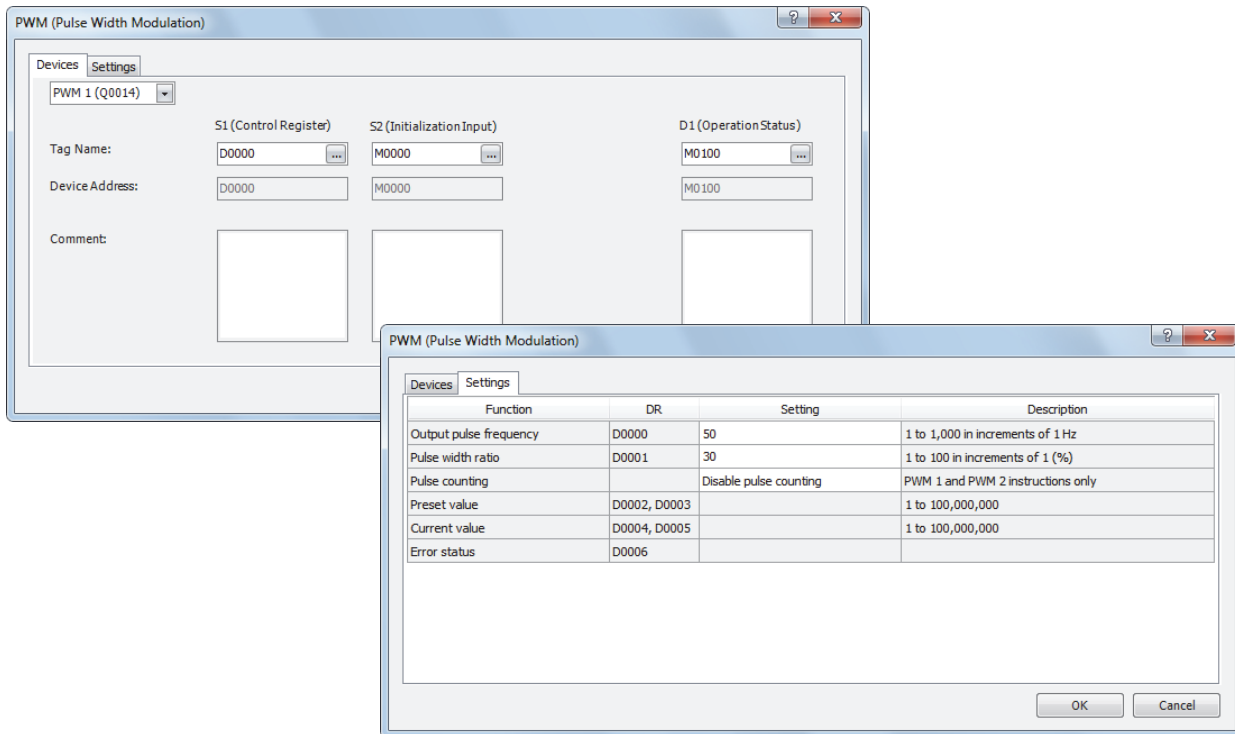 PWM (Pulse Width Modulation)
Devices Settings
PWM 1 (Q0014)
S1 (Control Register) S2 (Initialization Input) D1 (Operation Status)
Tag Name: D0000 ... M0000 ... M0100 ...
Device Address: D0000 M0000 M0100
Comment:
PWM (Pulse Width Modulation)
Devices Settings
Function DR Setting Description
Output pulse frequency D0000 50 1 to 1,000 in increments of 1 Hz
Pulse width ratio D0001 30 1 to 100 in increments of 1 (%)
Pulse counting Disable pulse counting PWM 1 and PWM 2 instructions only
Preset value D0002, D0003 1 to 100,000,000
Current value D0004, D0005 1 to 100,000,000
Error status D0006
OK Cancel